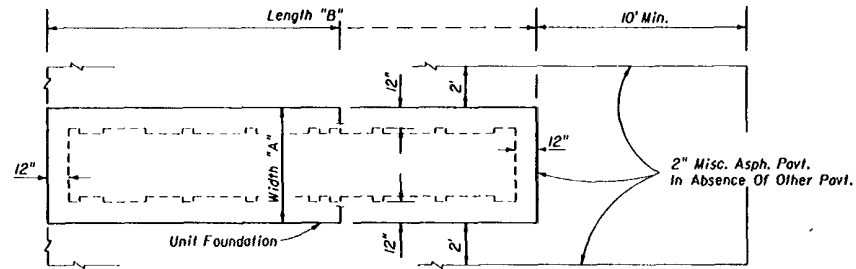 Length "B"
10' Min.
12"
2'
12"
12"
Width "A"
2" Misc. Asph. Pavt.
In Absence Of Other Pavt.
12"
2'
Unit Foundation